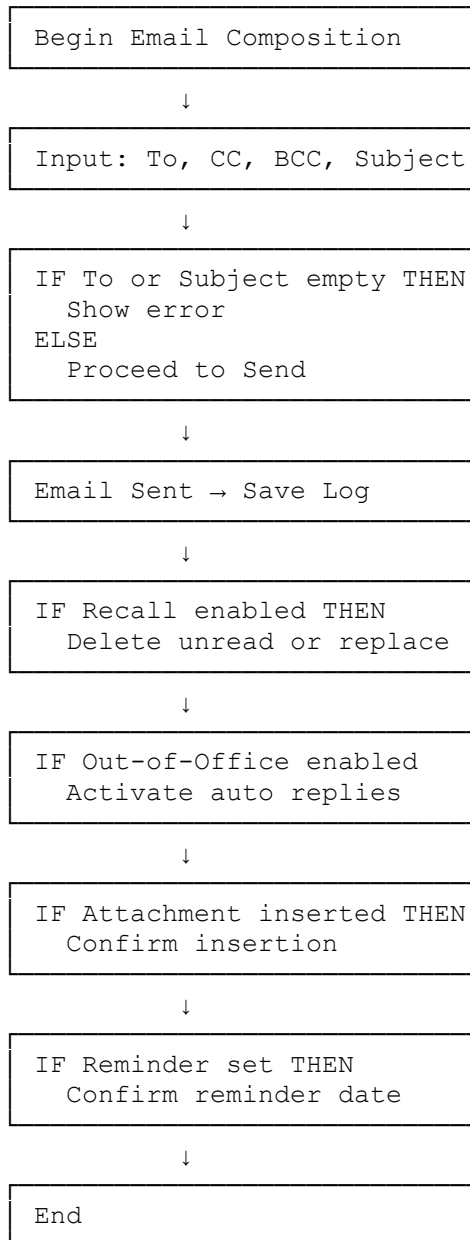 Begin Email Composition
↓
Input: To, CC, BCC, Subject
↓
IF To or Subject empty THEN
Show error
ELSE
Proceed to Send
↓
Email Sent → Save Log
↓
IF Recall enabled THEN
Delete unread or replace
↓
IF Out-of-Office enabled
Activate auto replies
↓
IF Attachment inserted THEN
Confirm insertion
↓
IF Reminder set THEN
Confirm reminder date
↓
End